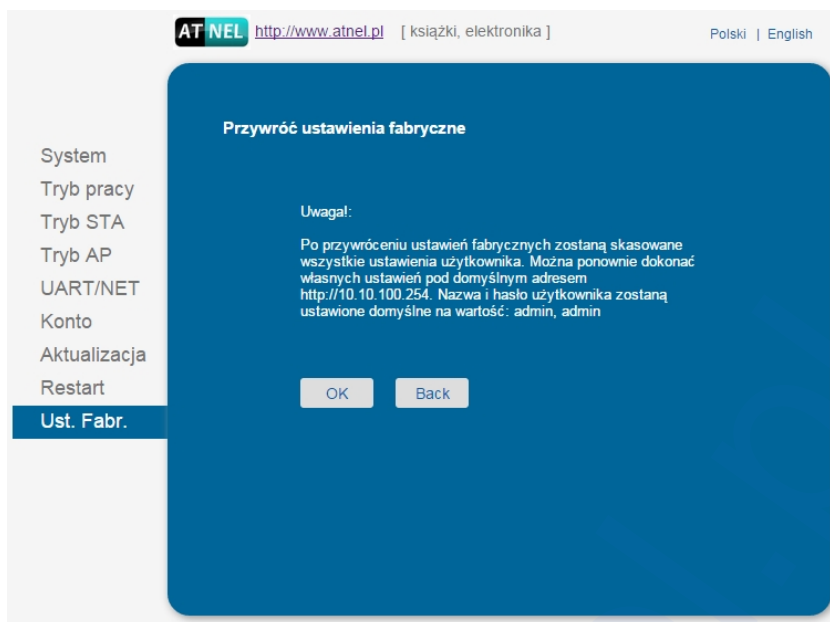 AT NEL http://www.atnel.pl [ książki, elektronika ] Polski | English
Przywróć ustawienia fabryczne
System
Tryb pracy
Tryb STA
Tryb AP
UART/NET
Konto
Aktualizacja
Restart
Ust. Fabr.
Uwaga!:
Po przywróceniu ustawień fabrycznych zostaną skasowane
wszystkie ustawienia użytkownika. Można ponownie dokonać
własnych ustawień pod domyślnym adresem
http://10.10.100.254. Nazwa i hasło użytkownika zostaną
ustawione domyślne na wartość: admin, admin
OK Back